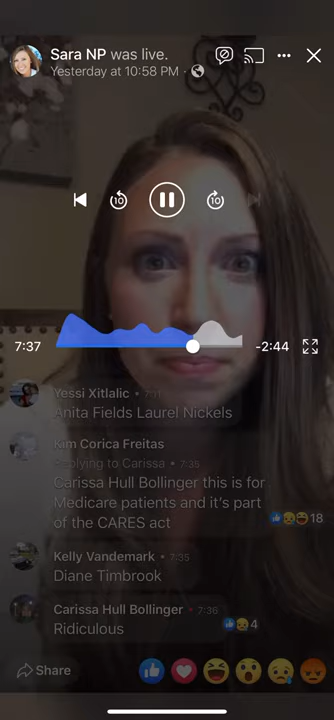 Sara NP was live.
Yesterday at 10:58 PM ·
10
10
7:37
-2:44
Yessi Xitlalic • 7:31
Anita Fields Laurel Nickels
Kim Corica Freitas
Replying to Carissa • 7:35
Carissa Hull Bollinger this is for
Medicare patients and it's part
of the CARES act
18
Kelly Vandemark • 7:35
Diane Timbrook
Carissa Hull Bollinger • 7:36
Ridiculous
4
Share